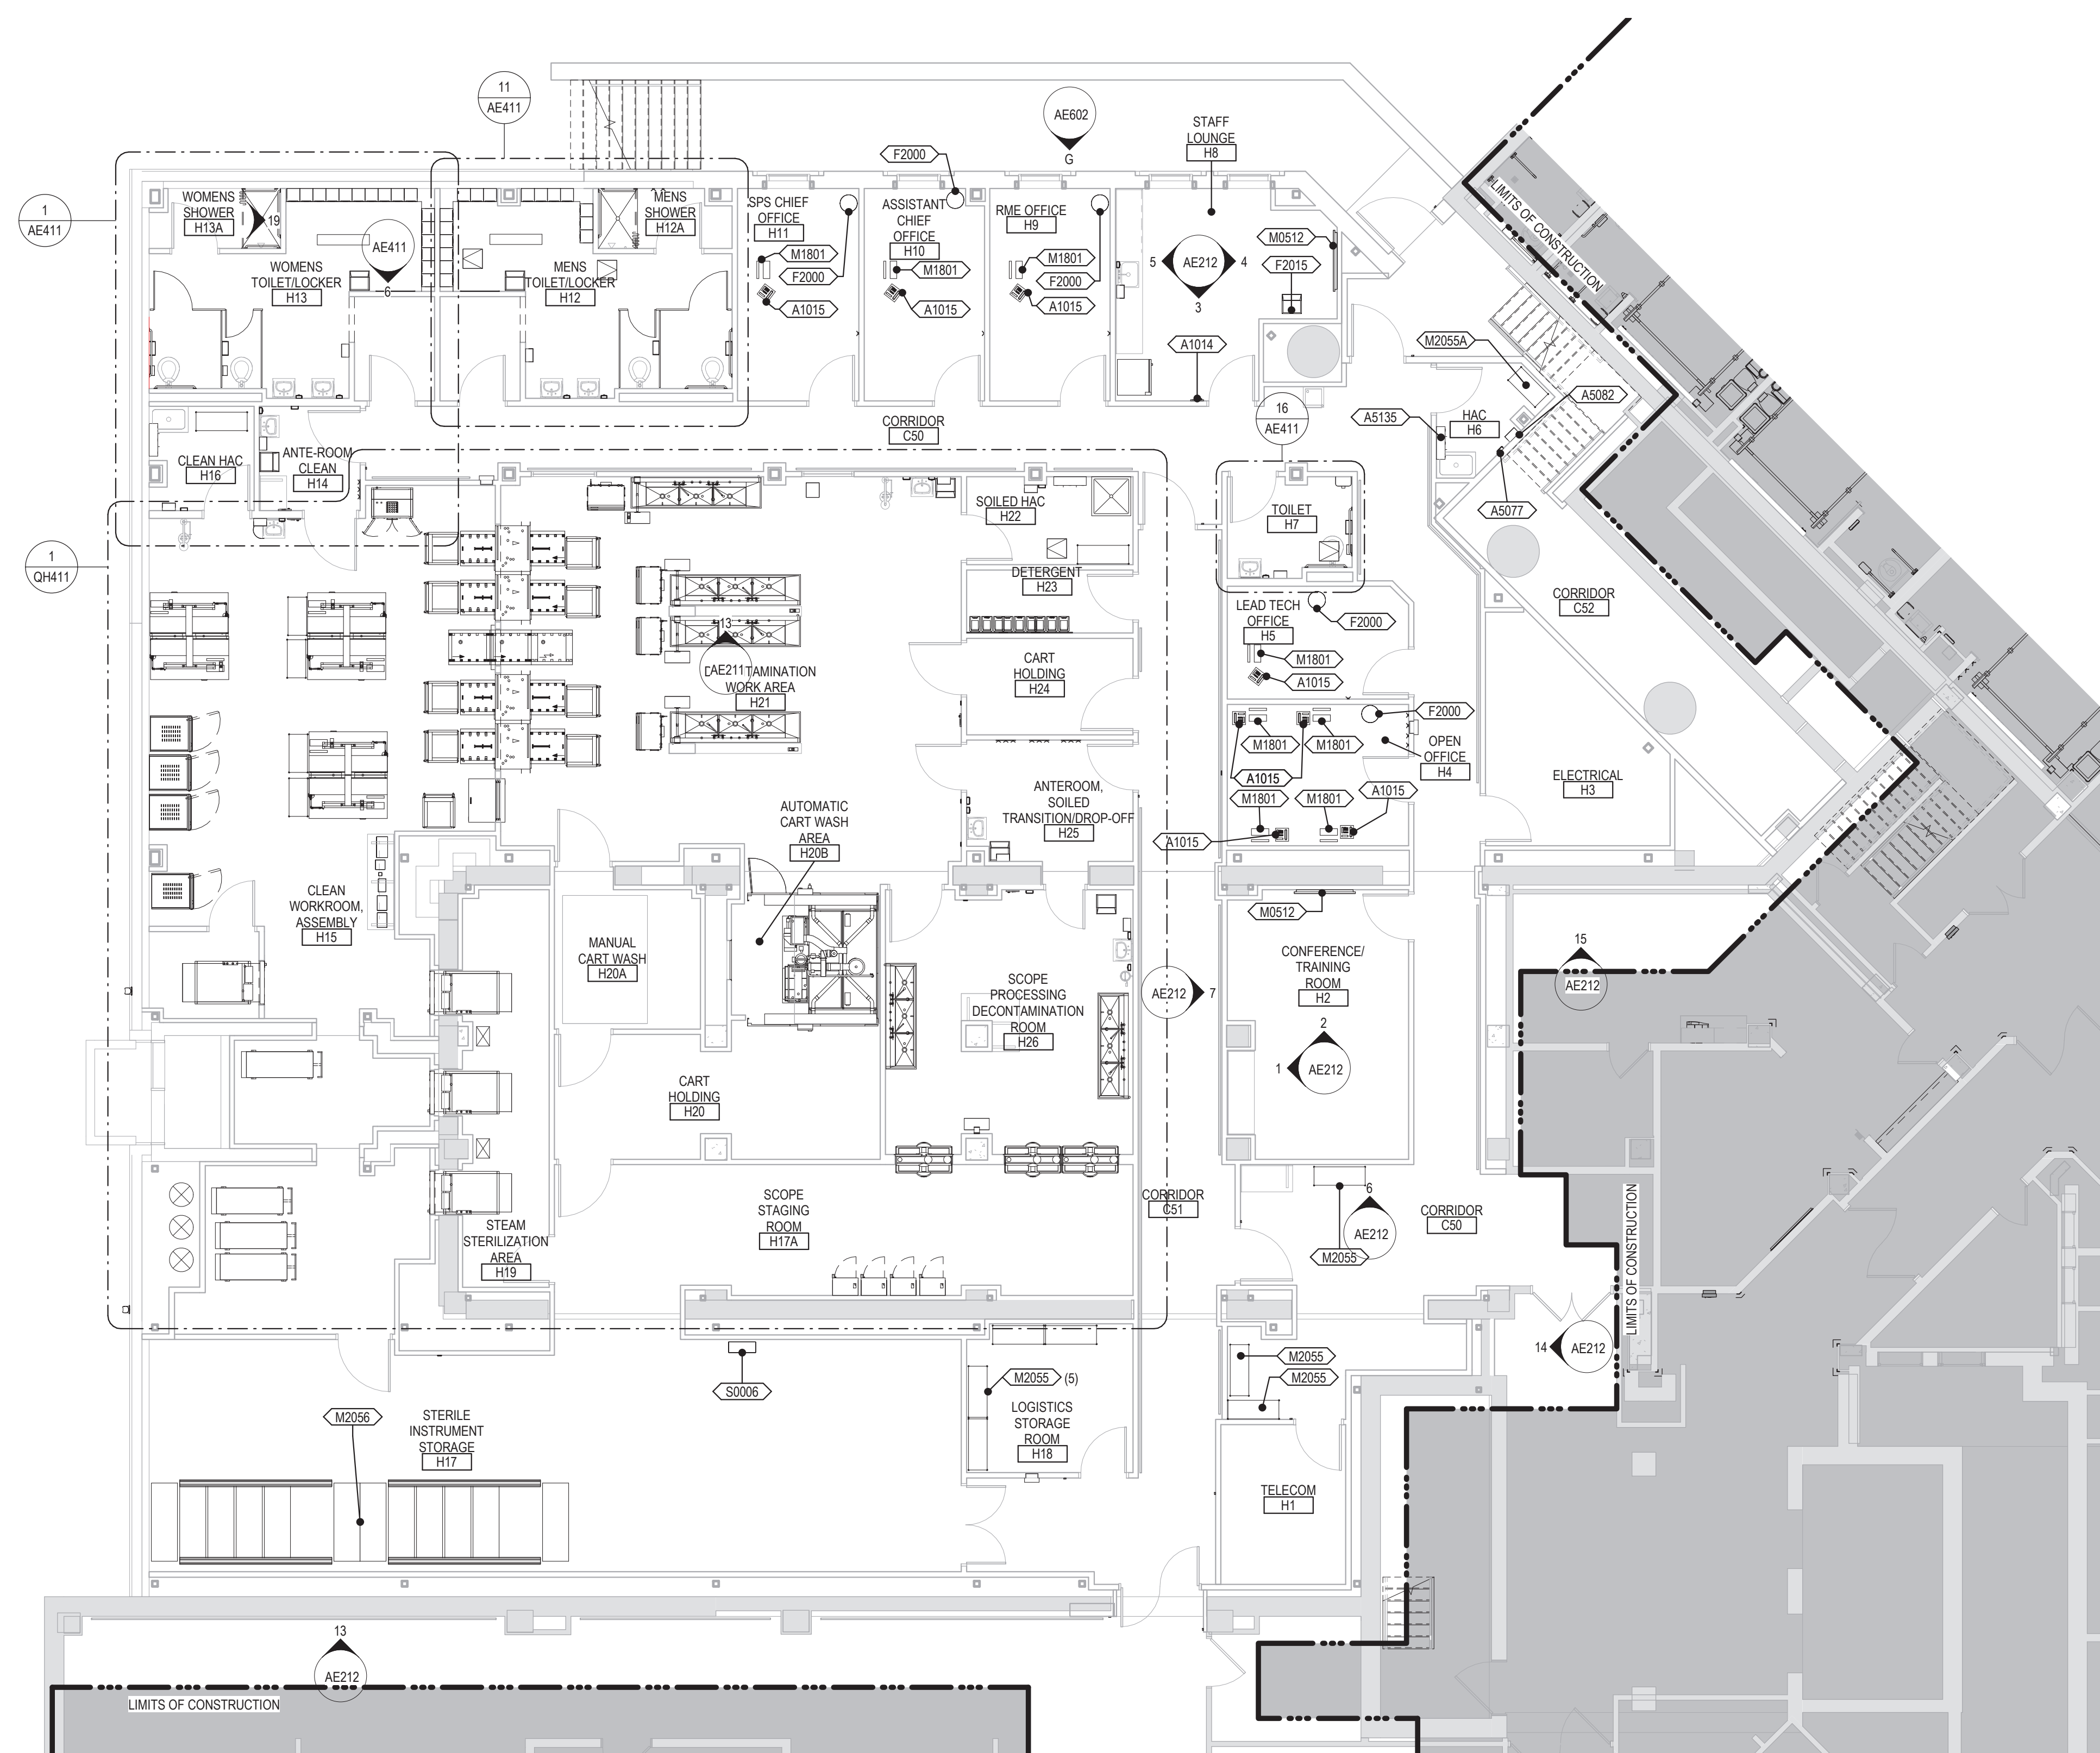 11
AE411
AE602
G
STAFF
LOUNGE
H8
F2000
1
AE411
WOMENS
SHOWER
H13A
19
AE411
6
WOMENS
TOILET/LOCKER
H13
MENS
SHOWER
H12A
MENS
TOILET/LOCKER
H12
SPS CHIEF
OFFICE
H11
M1801
F2000
A1015
ASSISTANT
CHIEF
OFFICE
H10
M1801
A1015
RME OFFICE
H9
M1801
F2000
A1015
5
AE212
4
3
M0512
F2015
A1014
LIMITS OF CONSTRUCTION
M2055A
A5082
A5135
HAC
H6
A5077
16
AE411
CORRIDOR
C50
CLEAN HAC
H16
ANTE-ROOM
CLEAN
H14
SOILED HAC
H22
TOILET
H7
1
QH411
DETERGENT
H23
CORRIDOR
C52
LEAD TECH
OFFICE
H5
F2000
M1801
A1015
13
AE211
TAMINATION
WORK AREA
H21
CART
HOLDING
H24
F2000
M1801
M1801
OPEN
OFFICE
H4
A1015
A1015
M1801
M1801
A1015
ELECTRICAL
H3
AUTOMATIC
CART WASH
AREA
H20B
ANTEROOM,
SOILED
TRANSITION/DROP-OFF
H25
CLEAN
WORKROOM,
ASSEMBLY
H15
M0512
MANUAL
CART WASH
H20A
CONFERENCE/
TRAINING
ROOM
H2
15
AE212
SCOPE
PROCESSING
DECONTAMINATION
ROOM
H26
AE212
7
2
1
AE212
CART
HOLDING
H20
SCOPE
STAGING
ROOM
H17A
CORRIDOR
C51
6
AE212
M2055
CORRIDOR
C50
LIMITS OF CONSTRUCTION
STEAM
STERILIZATION
AREA
H19
14
AE212
S0006
M2055
(5)
M2055
M2055
LOGISTICS
STORAGE
ROOM
H18
M2056
STERILE
INSTRUMENT
STORAGE
H17
TELECOM
H1
13
AE212
LIMITS OF CONSTRUCTION